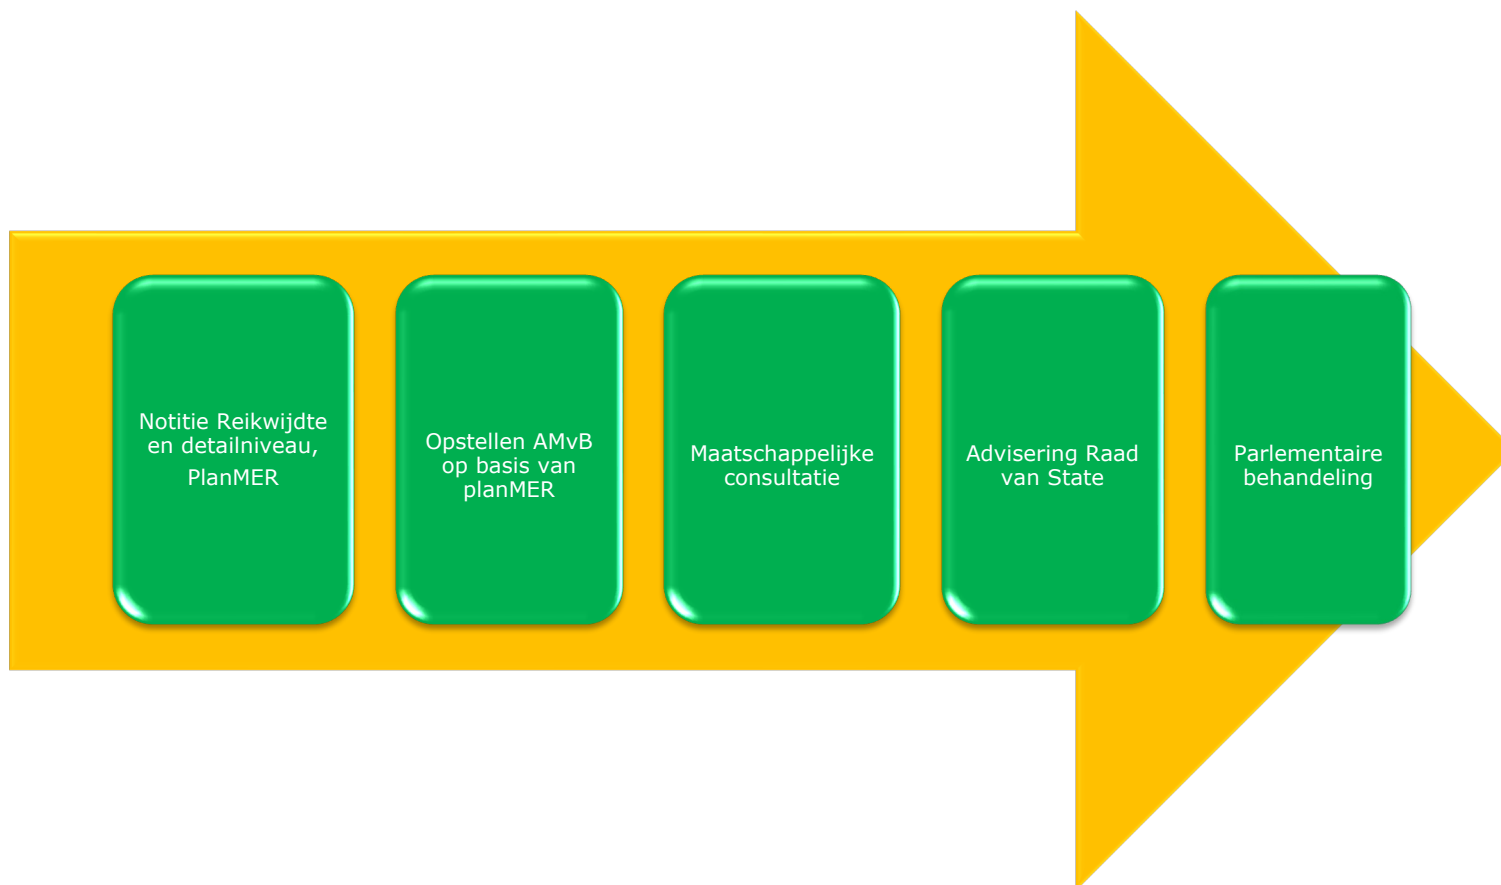 Notitie Reikwijdte
en detailniveau,
PlanMER
Opstellen AMvB
op basis van
planMER
Maatschappelijke
consultatie
Advisering Raad
van State
Parlementaire
behandeling